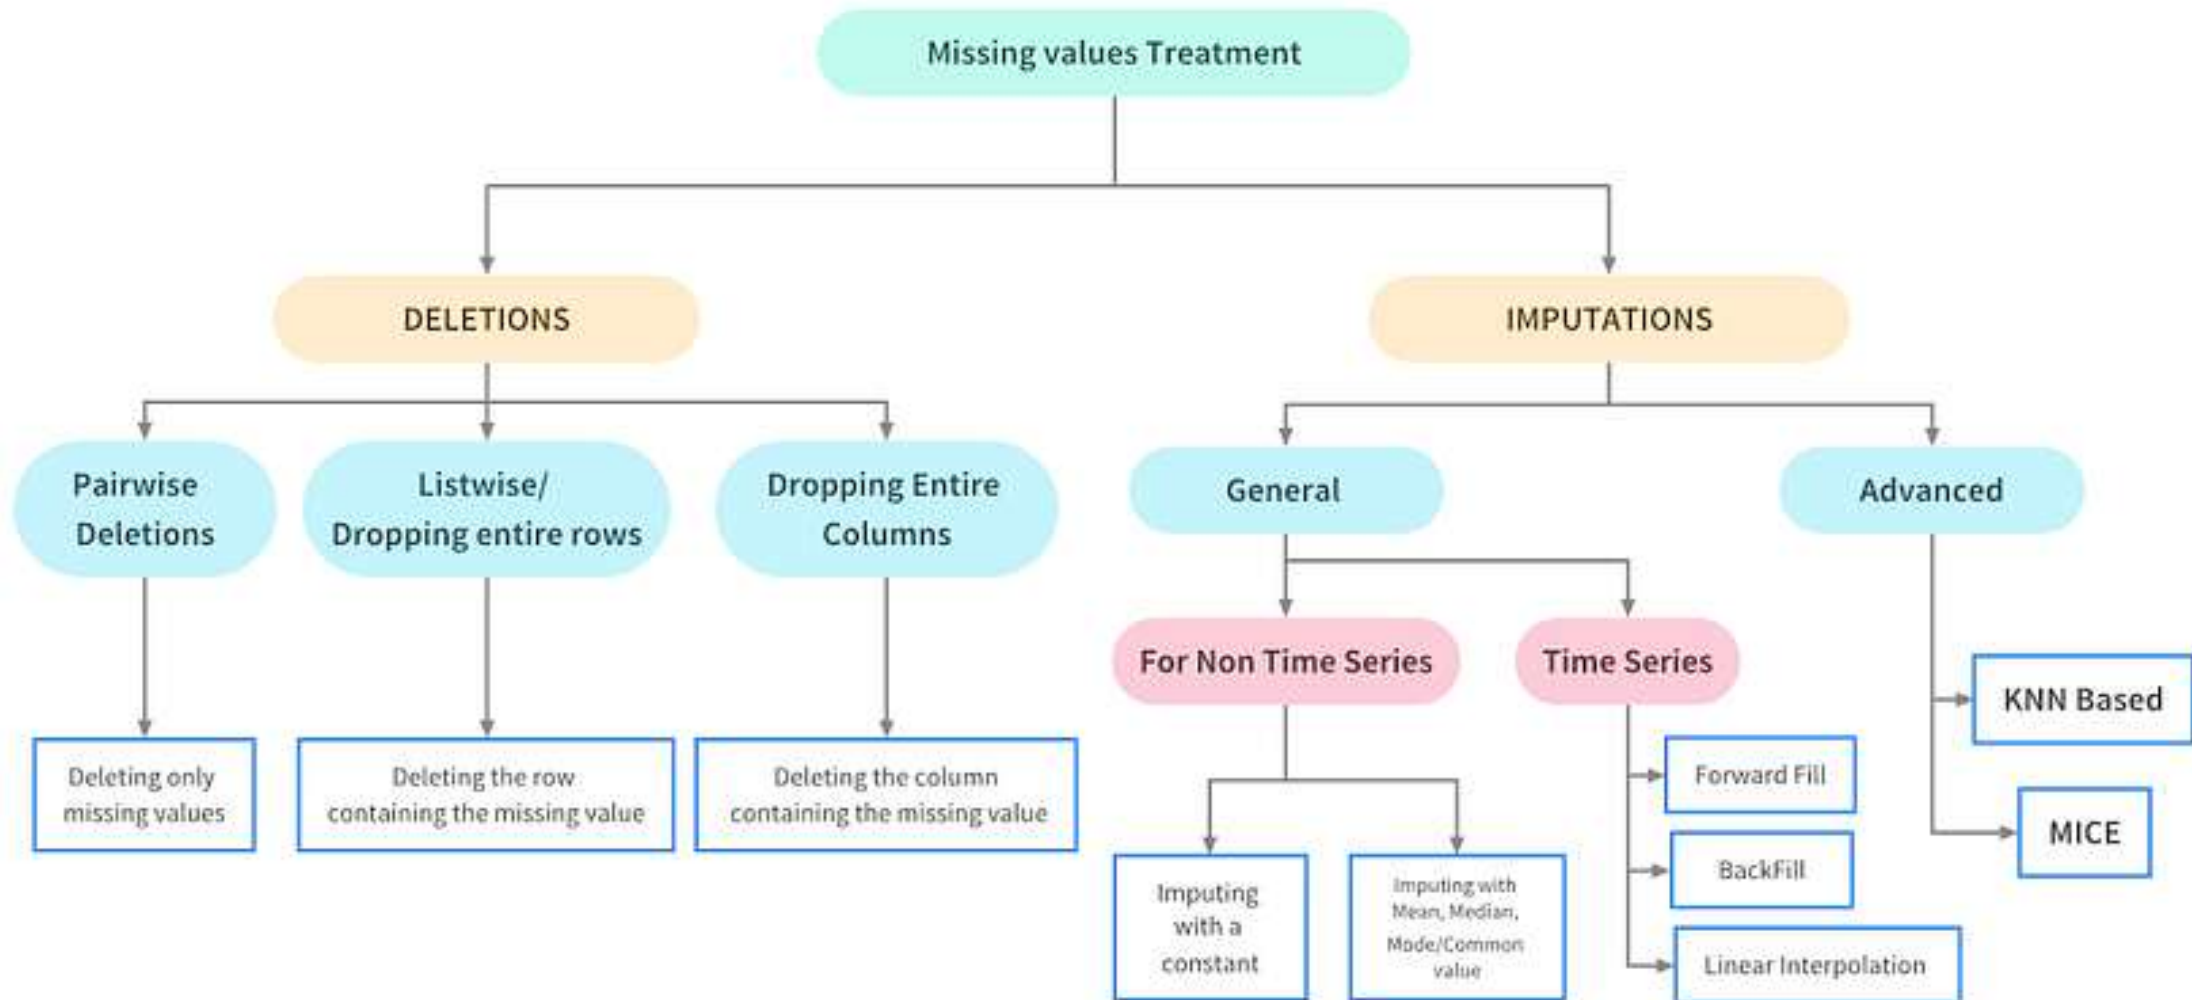 Missing values Treatment
DELETIONS
IMPUTATIONS
Pairwise
Deletions
Listwise/
Dropping entire rows
Dropping Entire
Columns
General
Advanced
For Non Time Series
Time Series
KNN Based
MICE
Deleting only
missing values
Deleting the row
containing the missing value
Deleting the column
containing the missing value
Forward Fill
BackFill
Linear Interpolation
Imputing
with a
constant
Imputing with
Mean, Median,
Mode/Common
value